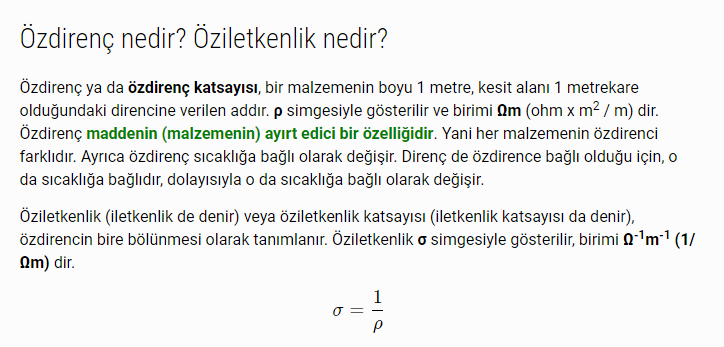 Özdirenç nedir? Öziletkenlik nedir?
Özdirenç ya da özdirenç katsayısı, bir malzemenin boyu 1 metre, kesit alanı 1 metrekare
olduğundaki direncine verilen addır. ρ simgesiyle gösterilir ve birimi Ωm (ohm x m² / m) dir.
Özdirenç maddenin (malzemenin) ayırt edici bir özelliğidir. Yani her malzemenin özdirenci
farklıdır. Ayrıca özdirenç sıcaklığa bağlı olarak değişir. Direnç de özdirence bağlı olduğu için, o
da sıcaklığa bağlıdır, dolayısıyla o da sıcaklığa bağlı olarak değişir.
Öziletkenlik (iletkenlik de denir) veya öziletkenlik katsayısı (iletkenlik katsayısı da denir),
özdirencin bire bölünmesi olarak tanımlanır. Öziletkenlik σ simgesiyle gösterilir, birimi Ω⁻¹m⁻¹ (1/
Ωm) dir.
σ = 1/ρ